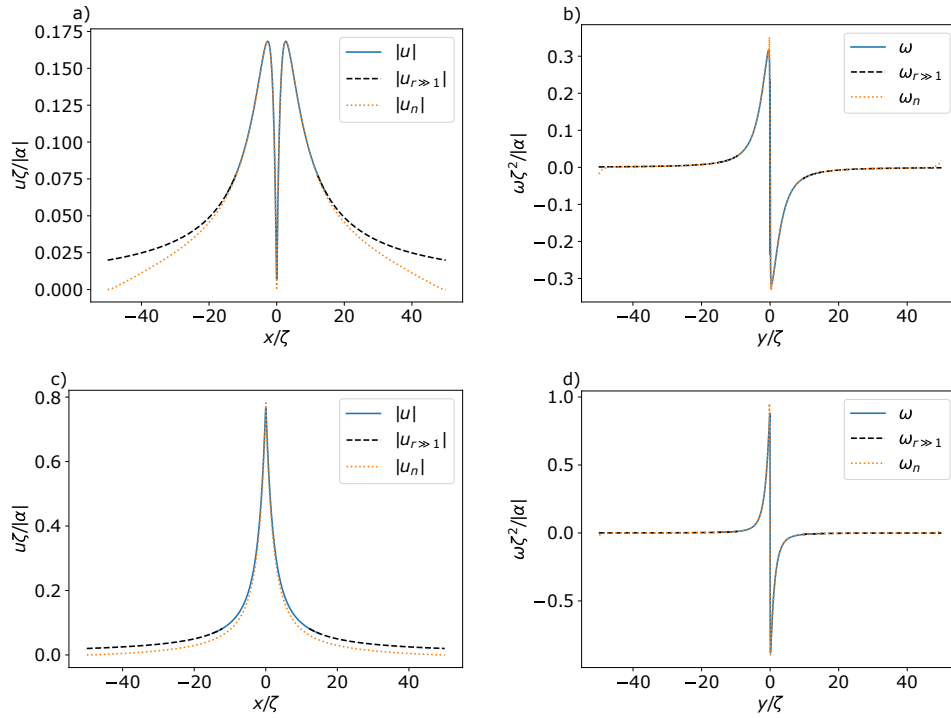 a)
0.175
0.150
0.125
0.100
0.075
0.050
0.025
0.000
uζ/|α|
−40
−20
0
20
40
x/ζ
|u|
|u_{r≫1}|
|u_n|
b)
0.3
0.2
0.1
0.0
−0.1
−0.2
−0.3
ωζ²/|α|
−40
−20
0
20
40
y/ζ
ω
ω_{r≫1}
ω_n
c)
0.8
0.6
0.4
0.2
0.0
uζ/|α|
−40
−20
0
20
40
x/ζ
|u|
|u_{r≫1}|
|u_n|
d)
1.0
0.5
0.0
−0.5
ωζ²/|α|
−40
−20
0
20
40
y/ζ
ω
ω_{r≫1}
ω_n